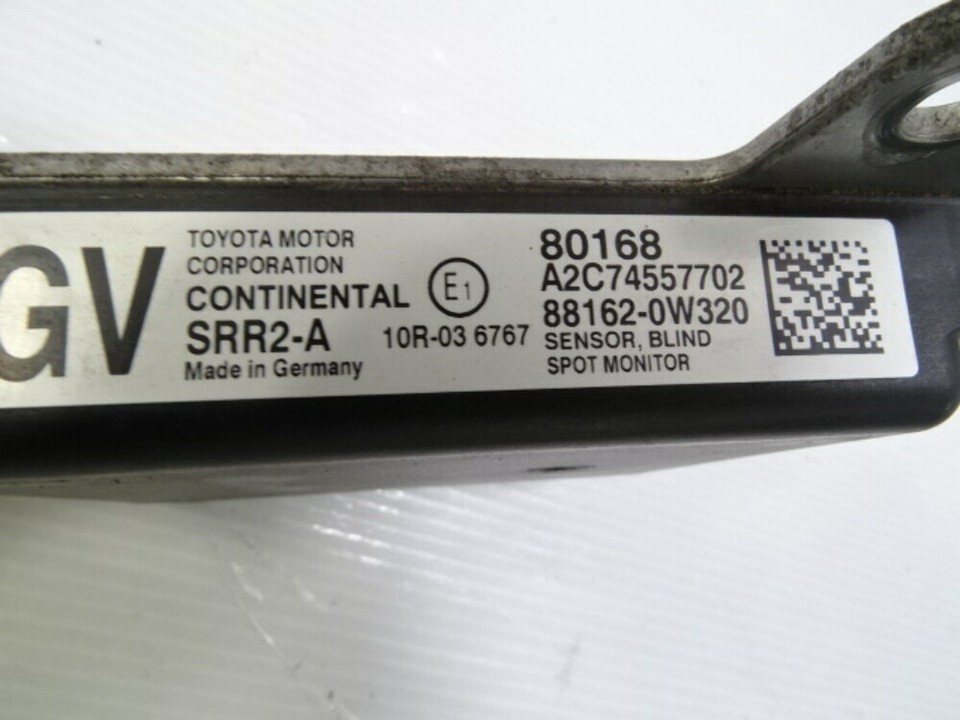 GV
TOYOTA MOTOR
CORPORATION
CONTINENTAL
SRR2-A
Made in Germany
E1
10R-03 6767
80168
A2C74557702
88162-0W320
SENSOR, BLIND
SPOT MONITOR